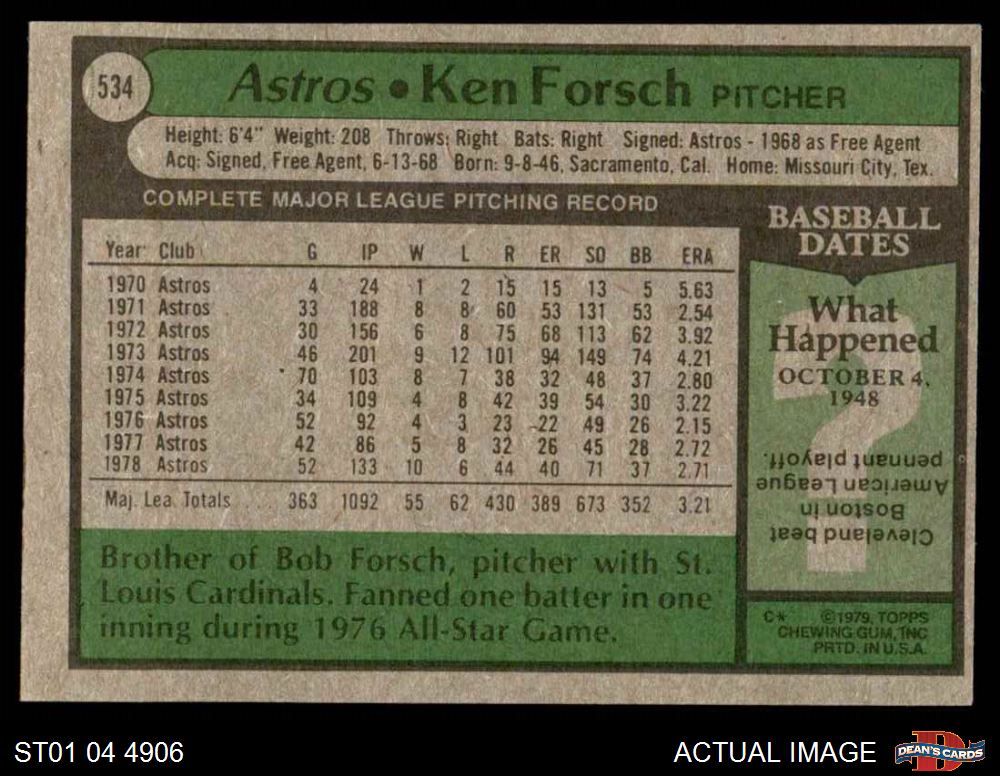 534
Astros • Ken Forsch PITCHER
Height: 6'4" Weight: 208 Throws: Right Bats: Right Signed: Astros - 1968 as Free Agent
Acq: Signed, Free Agent, 6-13-68 Born: 9-8-46, Sacramento, Cal. Home: Missouri City, Tex.
COMPLETE MAJOR LEAGUE PITCHING RECORD
Year Club G IP W L R ER SO BB ERA
1970 Astros 4 24 1 2 15 15 13 5 5.63
1971 Astros 33 188 8 8 60 53 131 53 2.54
1972 Astros 30 156 6 8 75 68 113 62 3.92
1973 Astros 46 201 9 12 101 94 149 74 4.21
1974 Astros 70 103 8 7 38 32 48 37 2.80
1975 Astros 34 109 4 8 42 39 54 30 3.22
1976 Astros 52 92 4 3 23 22 49 26 2.15
1977 Astros 42 86 5 8 32 26 45 28 2.72
1978 Astros 52 133 10 6 44 40 71 37 2.71
Maj. Lea. Totals 363 1092 55 62 430 389 673 352 3.21
Brother of Bob Forsch, pitcher with St.
Louis Cardinals. Fanned one batter in one
inning during 1976 All-Star Game.
BASEBALL
DATES
What
Happened
OCTOBER 4,
1948
?
Cleveland beat
Boston in
American League
pennant playoff.
C* ©1979, TOPPS
CHEWING GUM, INC
PRTD. IN U.S.A.
ST01 04 4906
ACTUAL IMAGE
DEAN'S CARDS